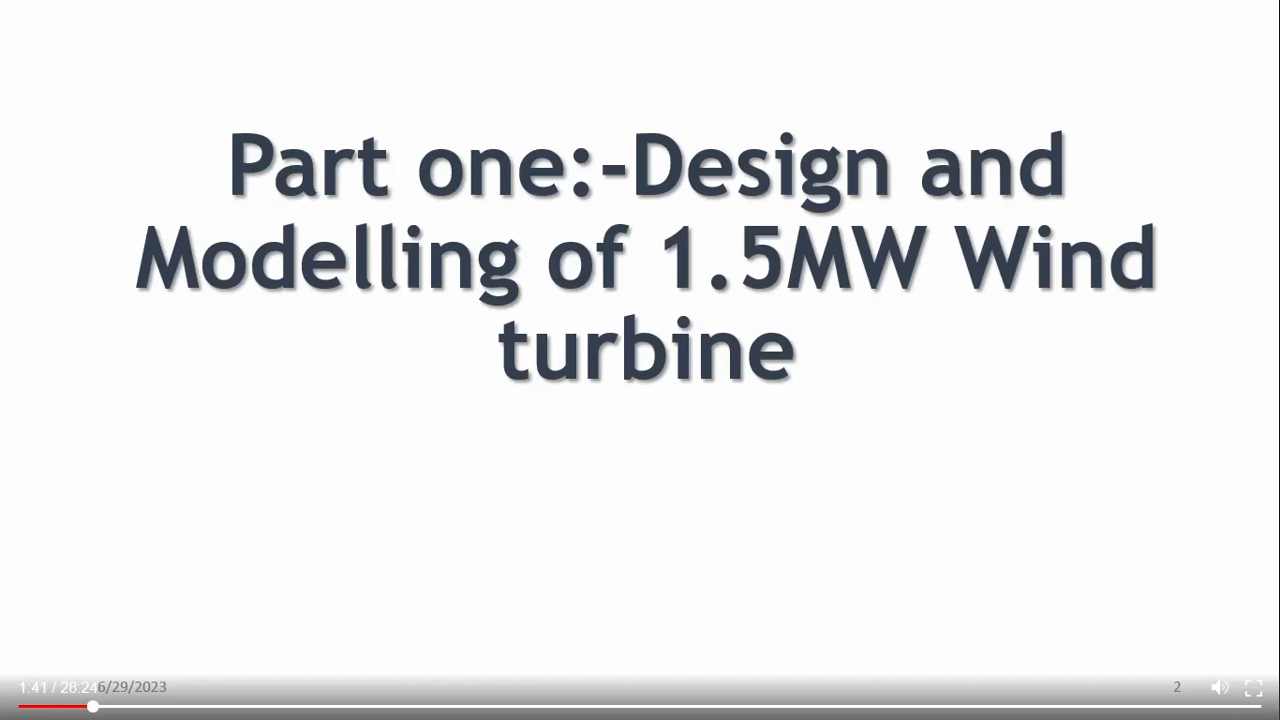 Part one:-Design and
Modelling of 1.5MW Wind
turbine
1:41 / 28:24
6/29/2023
2